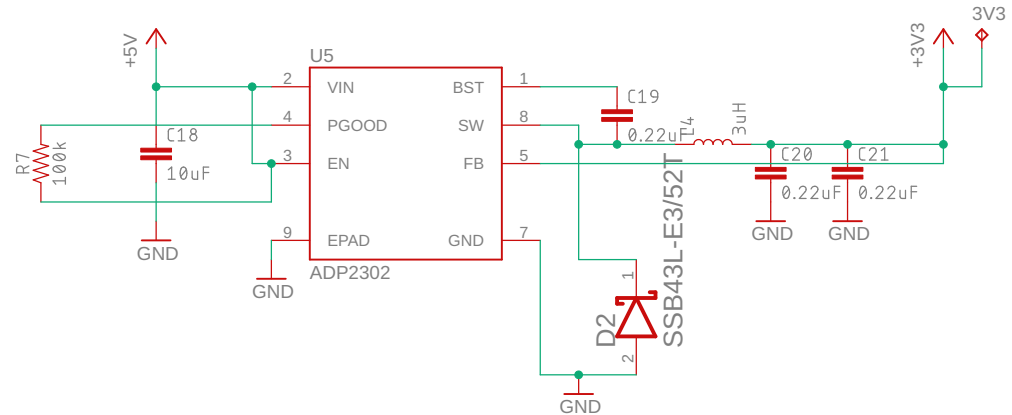 3V3
+5V
+3V3
U5
2
VIN
BST
1
4
PGOOD
SW
8
3
EN
FB
5
9
EPAD
GND
7
ADP2302
R7
100k
C18
10uF
GND
GND
C19
0.22uF
L4
3uH
C20
0.22uF
GND
C21
0.22uF
GND
1
D2
2
SSB43L-E3/52T
GND